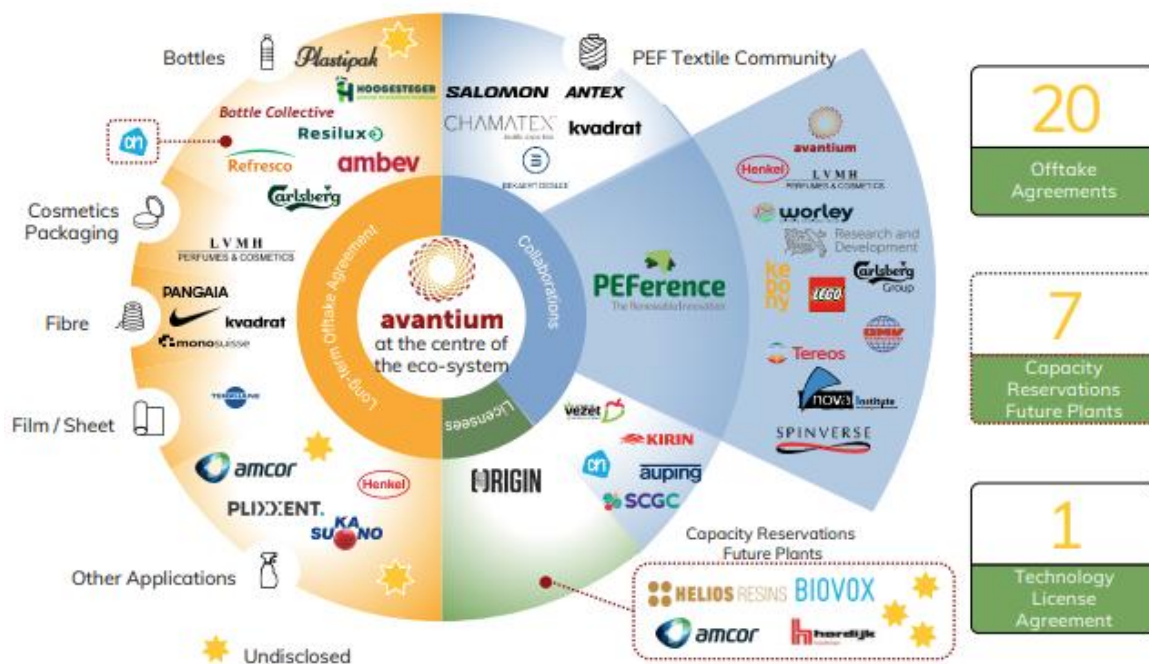 Bottles
Plastipak
HOOGESTEGER
Bottle Collective
Resilux
ah
Refresco
ambev
Carlsberg
Cosmetics
Packaging
LVMH
PERFUMES & COSMETICS
PANGAIA
Fibre
kvadrat
monosuisse
Film / Sheet
amcor
Henkel
PLIXXENT.
SUKANO
Other Applications
Undisclosed
Long-term Offtake Agreement
Collaborations
Licensees
avantium
at the centre of
the eco-system
PEF Textile Community
SALOMON
ANTEX
CHAMATEX
kvadrat
BEKAERT DESLEE
PEFerence
The Renewable Innovation
avantium
Henkel
LVMH
PERFUMES & COSMETICS
worley
Research and
Development
kebony
LEGO
Carlsberg
Group
OMV
Tereos
nova Institute
SPINVERSE
vezet
KIRIN
ah
auping
SCGC
ORIGIN
Capacity Reservations
Future Plants
HELIOS RESINS
BIOVOX
amcor
hordijk
20
Offtake
Agreements
7
Capacity
Reservations
Future Plants
1
Technology
License
Agreement